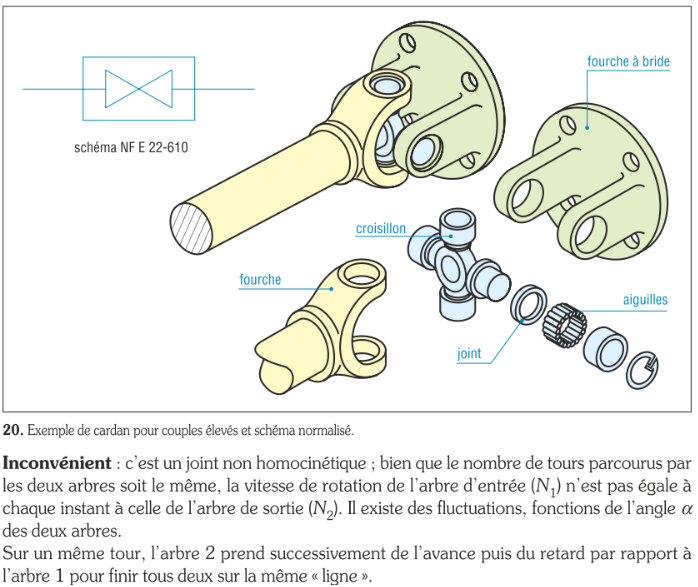 fourche à bride
schéma NF E 22-610
croisillon
fourche
aiguilles
joint
20. Exemple de cardan pour couples élevés et schéma normalisé.
Inconvénient : c'est un joint non homocinétique ; bien que le nombre de tours parcourus par
les deux arbres soit le même, la vitesse de rotation de l'arbre d'entrée (N₁) n'est pas égale à
chaque instant à celle de l'arbre de sortie (N₂). Il existe des fluctuations, fonctions de l'angle α
des deux arbres.
Sur un même tour, l'arbre 2 prend successivement de l'avance puis du retard par rapport à
l'arbre 1 pour finir tous deux sur la même « ligne ».